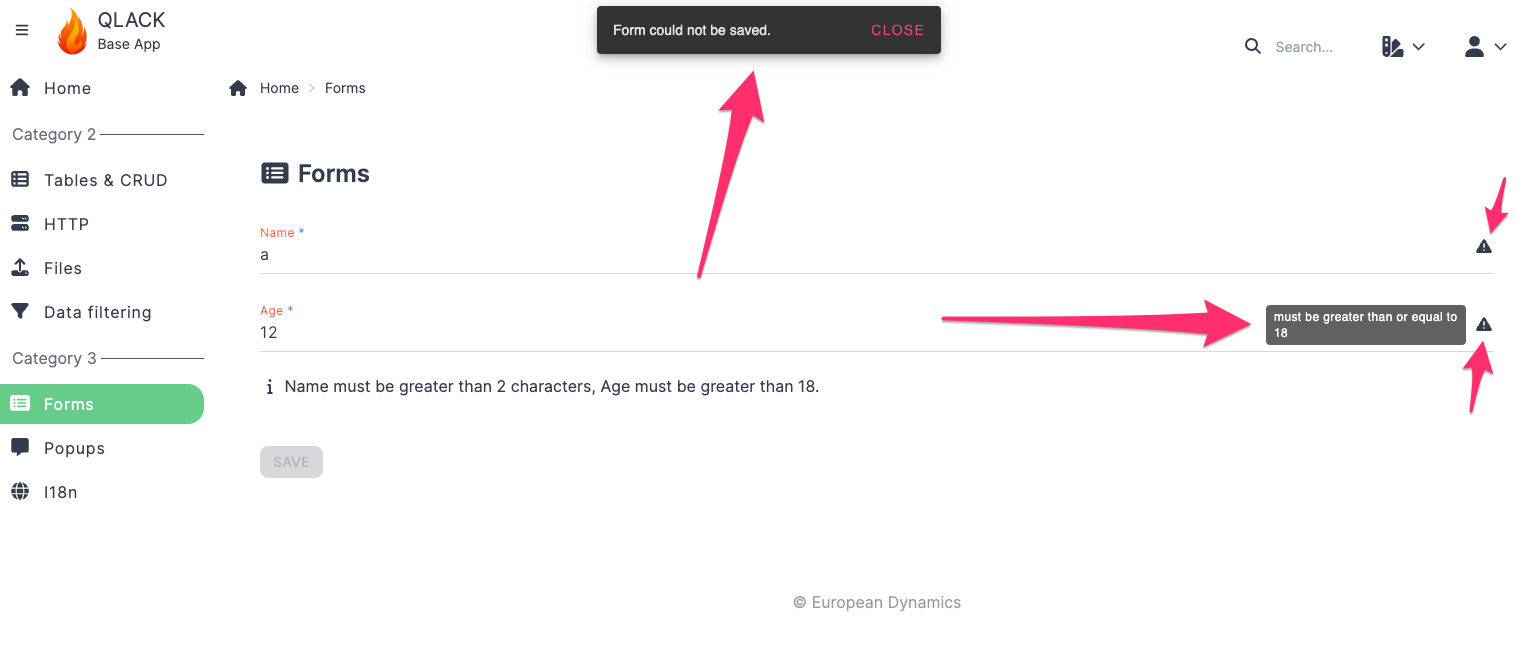 QLACK
Base App
Form could not be saved. CLOSE
Search...
Home
Category 2
Tables & CRUD
HTTP
Files
Data filtering
Category 3
Forms
Popups
I18n
Home > Forms
Forms
Name *
a
Age *
12
must be greater than or equal to
18
i Name must be greater than 2 characters, Age must be greater than 18.
SAVE
© European Dynamics